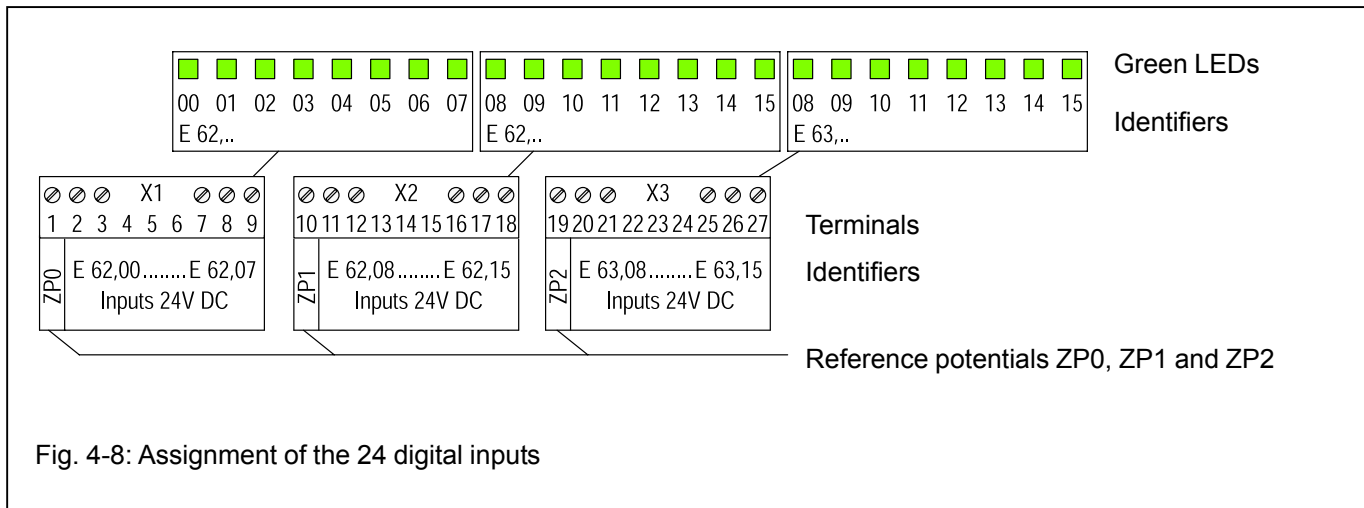 Green LEDs
00 01 02 03 04 05 06 07 08 09 10 11 12 13 14 15 08 09 10 11 12 13 14 15
Identifiers
E 62,.. E 62,.. E 63,..
X1 X2 X3
1 2 3 4 5 6 7 8 9 10 11 12 13 14 15 16 17 18 19 20 21 22 23 24 25 26 27
Terminals
ZP0 E 62,00........E 62,07 ZP1 E 62,08........E 62,15 ZP2 E 63,08........E 63,15
Identifiers
Inputs 24V DC Inputs 24V DC Inputs 24V DC
Reference potentials ZP0, ZP1 and ZP2
Fig. 4-8: Assignment of the 24 digital inputs